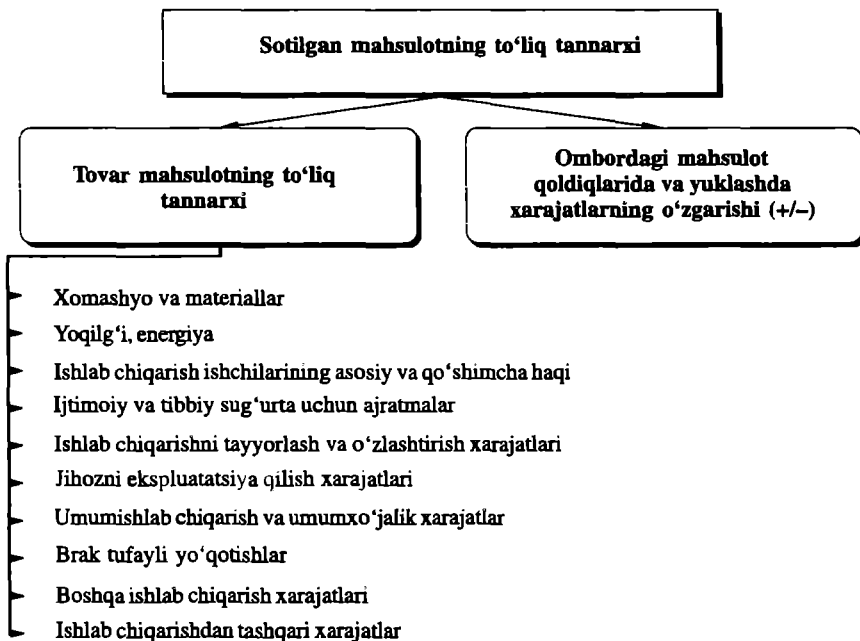 Sotilgan mahsulotning to‘liq tannarxi
Tovar mahsulotning to‘liq
tannarxi
Ombordagi mahsulot
qoldiqlarida va yuklashda
xarajatlarning o‘zgarishi (+/–)
Xomashyo va materiallar
Yoqilg‘i, energiya
Ishlab chiqarish ishchilarining asosiy va qo‘shimcha haqi
Ijtimoiy va tibbiy sug‘urta uchun ajratmalar
Ishlab chiqarishni tayyorlash va o‘zlashtirish xarajatlari
Jihozni ekspluatatsiya qilish xarajatlari
Umumishlab chiqarish va umumxo‘jalik xarajatlar
Brak tufayli yo‘qotishlar
Boshqa ishlab chiqarish xarajatlari
Ishlab chiqarishdan tashqari xarajatlar